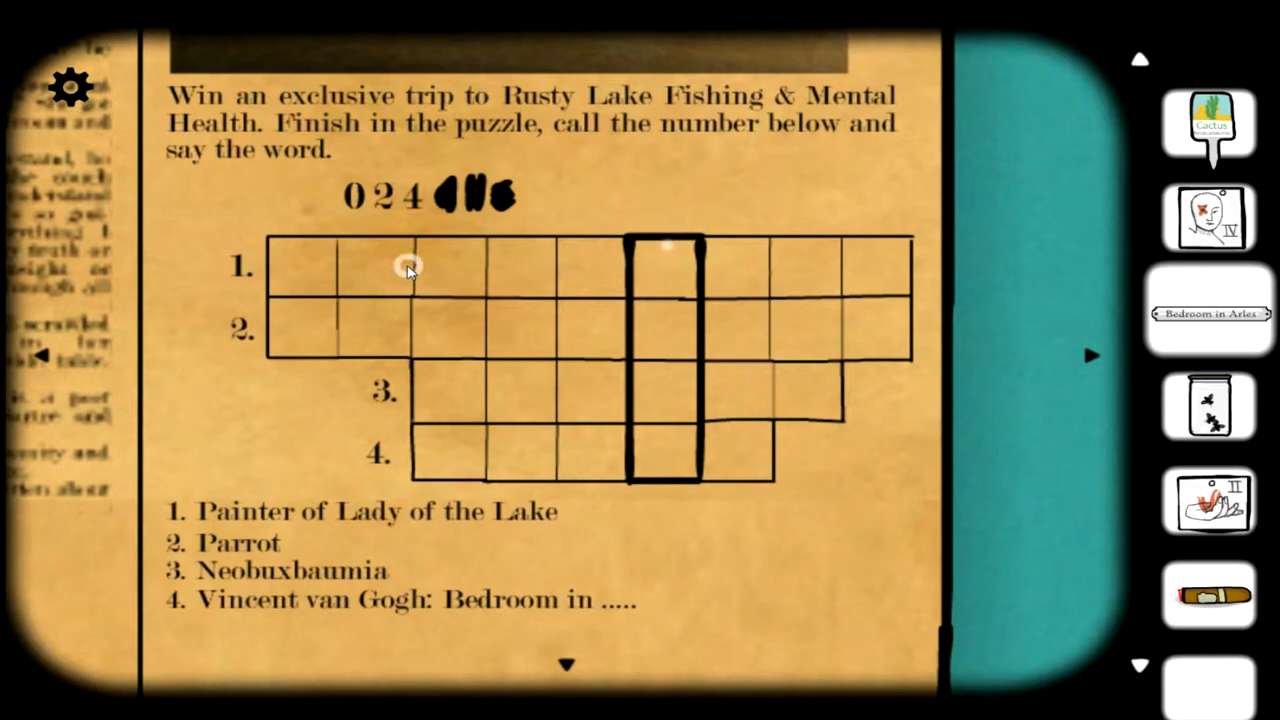 Win an exclusive trip to Rusty Lake Fishing & Mental
Health. Finish in the puzzle, call the number below and
say the word.
024
1.
2.
3.
4.
1. Painter of Lady of the Lake
2. Parrot
3. Neobuxbaumia
4. Vincent van Gogh: Bedroom in .....
Cactus
IV
Bedroom in Arles
II